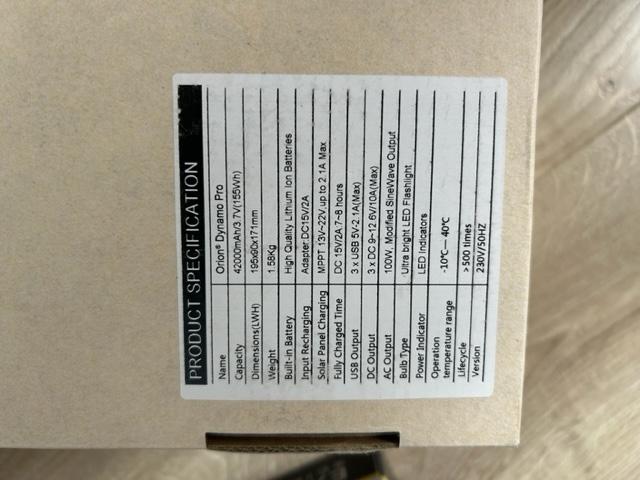 PRODUCT SPECIFICATION
Name Orion® Dynamo Pro
Capacity 42000mAh/3.7V(155Wh)
Dimensions(LWH) 195x90x171mm
Weight 1.58Kg
Built-in Battery High Quality Lithium Ion Batteries
Input Recharging Adapter DC15V/2A
Solar Panel Charging MPPT 13V~22V,up to 2.1A Max
Fully Charged Time DC 15V/2A,7-8 hours
USB Output 3 x USB 5V-2.1A(Max)
DC Output 3 x DC 9~12.6V/10A(Max)
AC Output 100W, Modified SineWave Output
Bulb Type Ultra bright LED Flashlight
Power Indicator LED Indicators
Operation
temperature range -10℃— 40℃
Lifecycle >500 times
Version 230V/50HZ